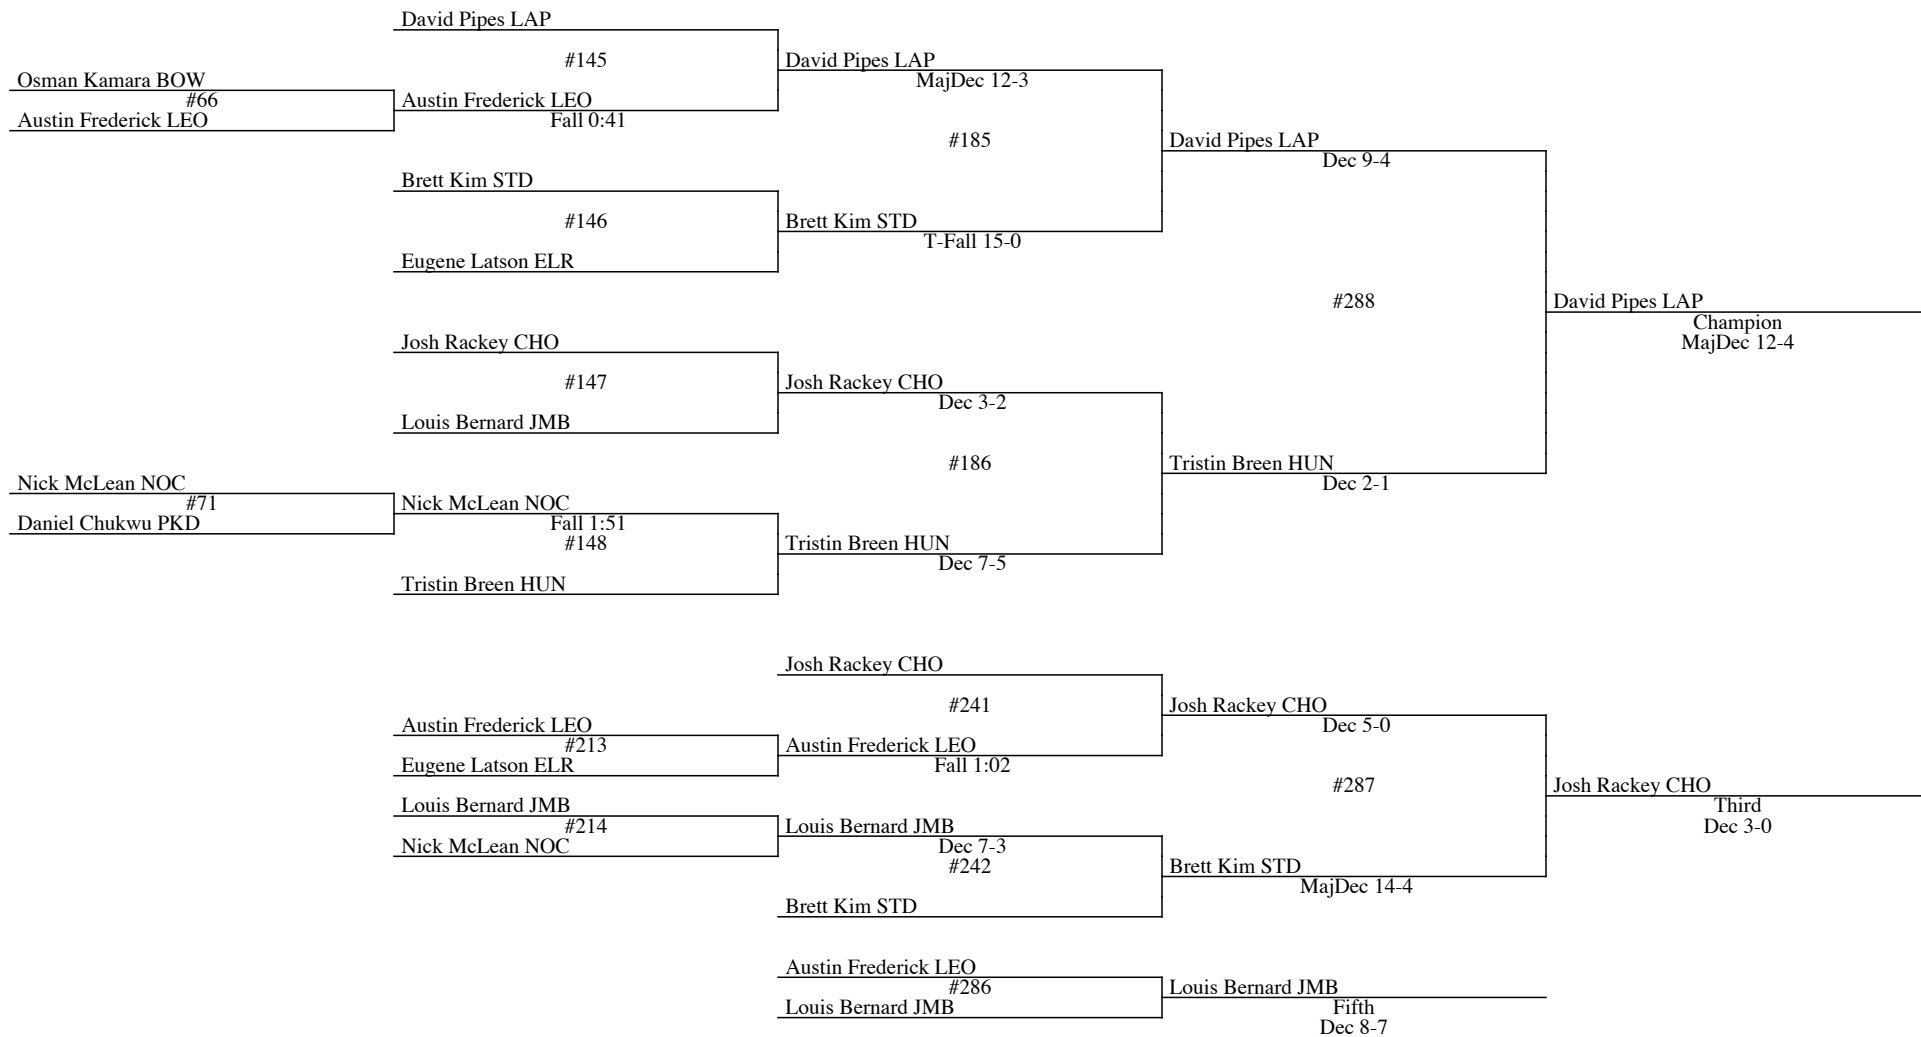 David Pipes LAP
#145
David Pipes LAP
Osman Kamara BOW
MajDec 12-3
#66
Austin Frederick LEO
Austin Frederick LEO
Fall 0:41
#185
David Pipes LAP
Dec 9-4
Brett Kim STD
#146
Brett Kim STD
T-Fall 15-0
Eugene Latson ELR
#288
David Pipes LAP
Champion
MajDec 12-4
Josh Rackey CHO
#147
Josh Rackey CHO
Dec 3-2
Louis Bernard JMB
#186
Tristin Breen HUN
Dec 2-1
Nick McLean NOC
#71
Nick McLean NOC
Daniel Chukwu PKD
Fall 1:51
#148
Tristin Breen HUN
Dec 7-5
Tristin Breen HUN
Josh Rackey CHO
#241
Josh Rackey CHO
Dec 5-0
Austin Frederick LEO
#213
Austin Frederick LEO
Eugene Latson ELR
Fall 1:02
#287
Josh Rackey CHO
Third
Dec 3-0
Louis Bernard JMB
#214
Louis Bernard JMB
Nick McLean NOC
Dec 7-3
#242
Brett Kim STD
MajDec 14-4
Brett Kim STD
Austin Frederick LEO
#286
Louis Bernard JMB
Louis Bernard JMB
Fifth
Dec 8-7